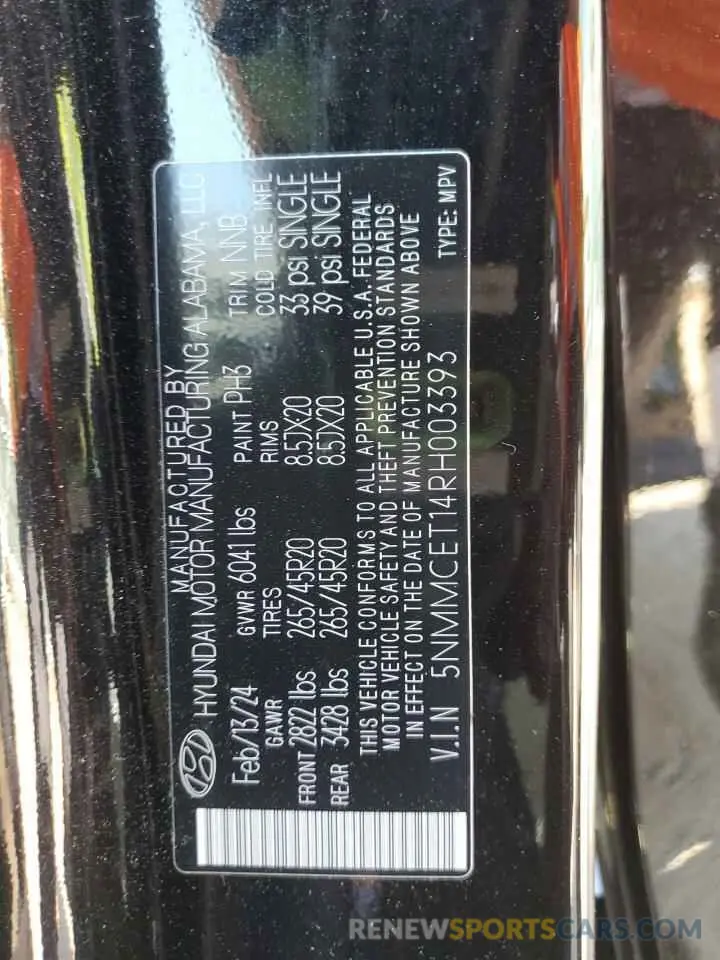 MANUFACTURED BY
HYUNDAI MOTOR MANUFACTURING ALABAMA, LLC
Feb/13/24 GVWR 6041 lbs PAINT PH3 TRIM NNB
GAWR TIRES RIMS COLD TIRE INFL
FRONT 2822 lbs 265/45R20 8.5JX20 33 psi SINGLE
REAR 3428 lbs 265/45R20 8.5JX20 39 psi SINGLE
THIS VEHICLE CONFORMS TO ALL APPLICABLE U.S.A. FEDERAL
MOTOR VEHICLE SAFETY AND THEFT PREVENTION STANDARDS
IN EFFECT ON THE DATE OF MANUFACTURE SHOWN ABOVE
V.I.N 5NMMCET14RH003393 TYPE: MPV
RENEWSPORTSCARS.COM